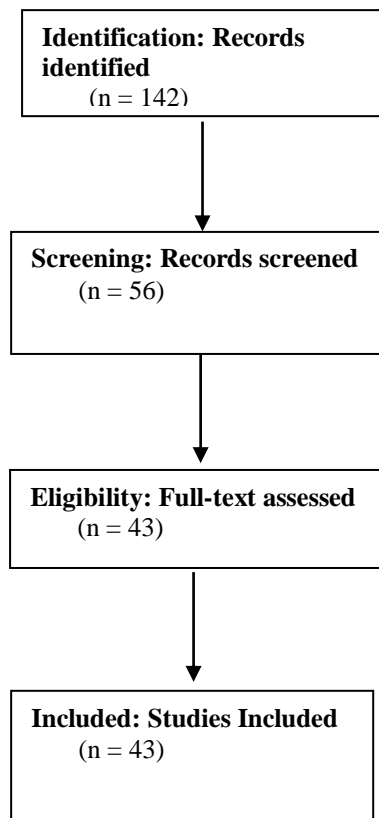 Identification: Records
identified
(n = 142)
Screening: Records screened
(n = 56)
Eligibility: Full-text assessed
(n = 43)
Included: Studies Included
(n = 43)